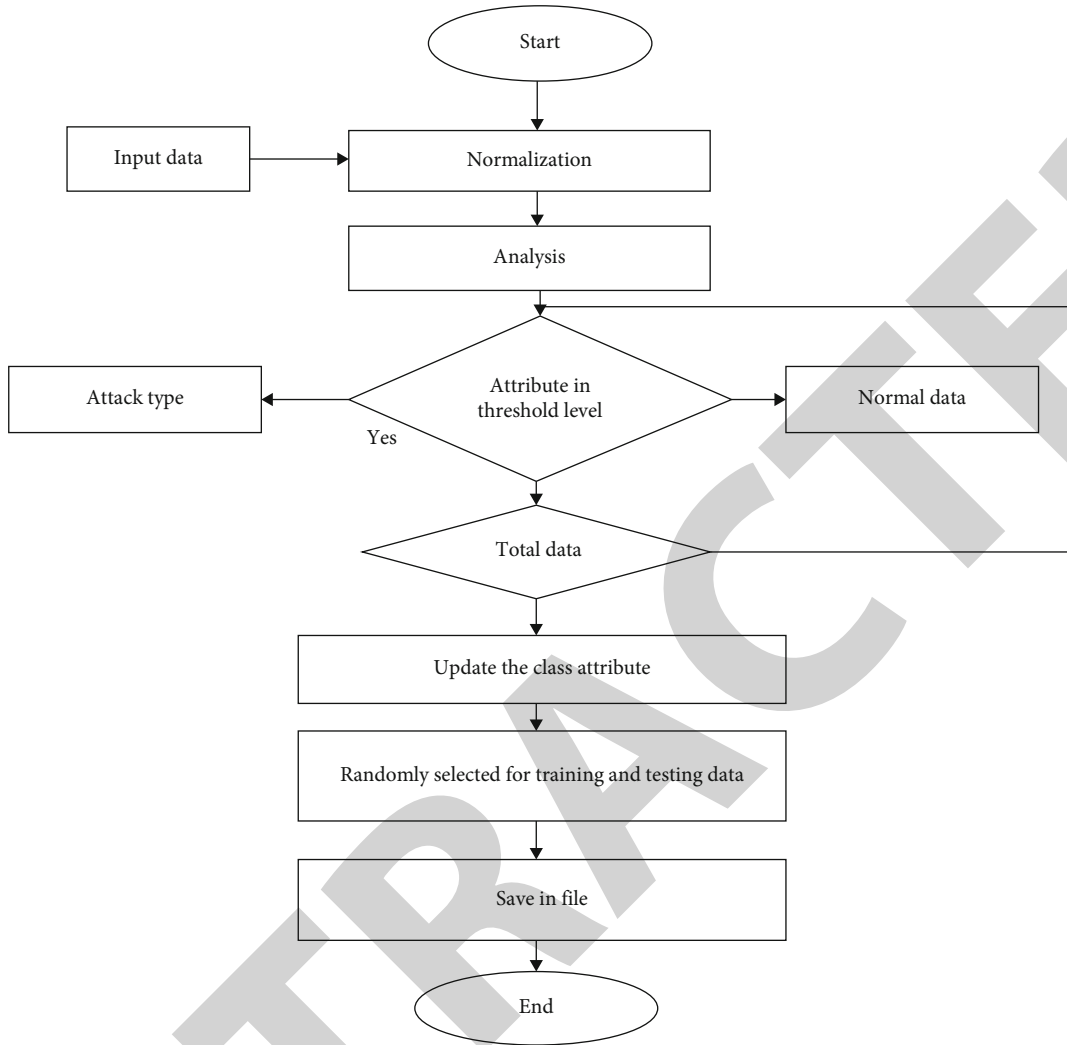 Start
Input data
Normalization
Analysis
Attack type
Attribute in
threshold level
Normal data
Yes
Total data
Update the class attribute
Randomly selected for training and testing data
Save in file
End
TRACTE